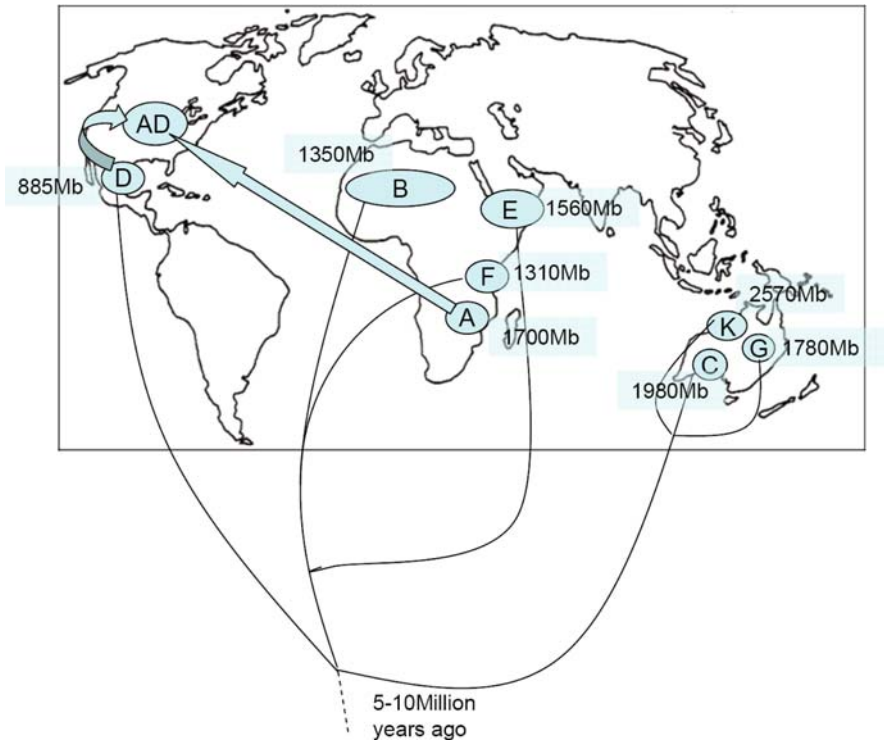 AD
1350Mb
D
885Mb
B
E
1560Mb
F
1310Mb
2570Mb
A
K
1700Mb
G
1780Mb
C
1980Mb
5-10Million
years ago